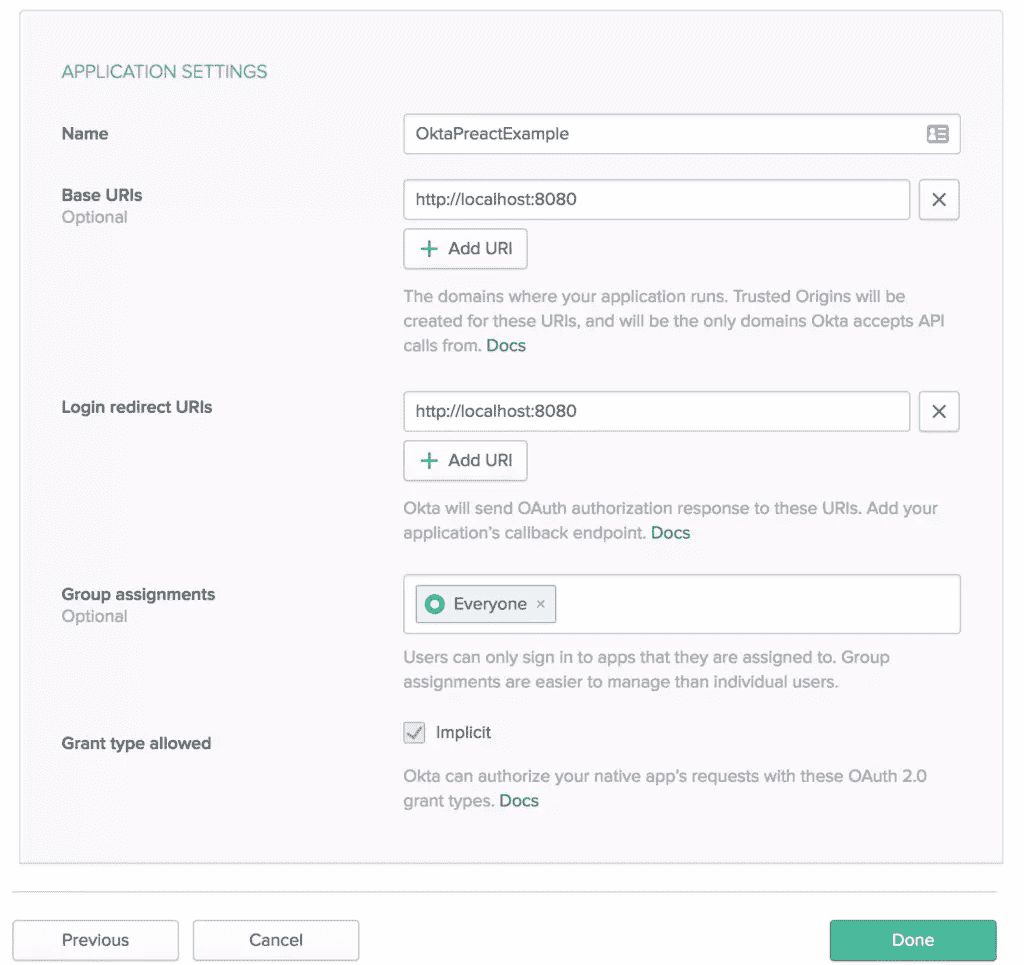 APPLICATION SETTINGS
Name
OktaPreactExample
Base URIs
Optional
http://localhost:8080
Add URI
The domains where your application runs. Trusted Origins will be
created for these URIs, and will be the only domains Okta accepts API
calls from. Docs
Login redirect URIs
http://localhost:8080
Add URI
Okta will send OAuth authorization response to these URIs. Add your
application's callback endpoint. Docs
Group assignments
Optional
Everyone ×
Users can only sign in to apps that they are assigned to. Group
assignments are easier to manage than individual users.
Grant type allowed
Implicit
Okta can authorize your native app's requests with these OAuth 2.0
grant types. Docs
Previous
Cancel
Done